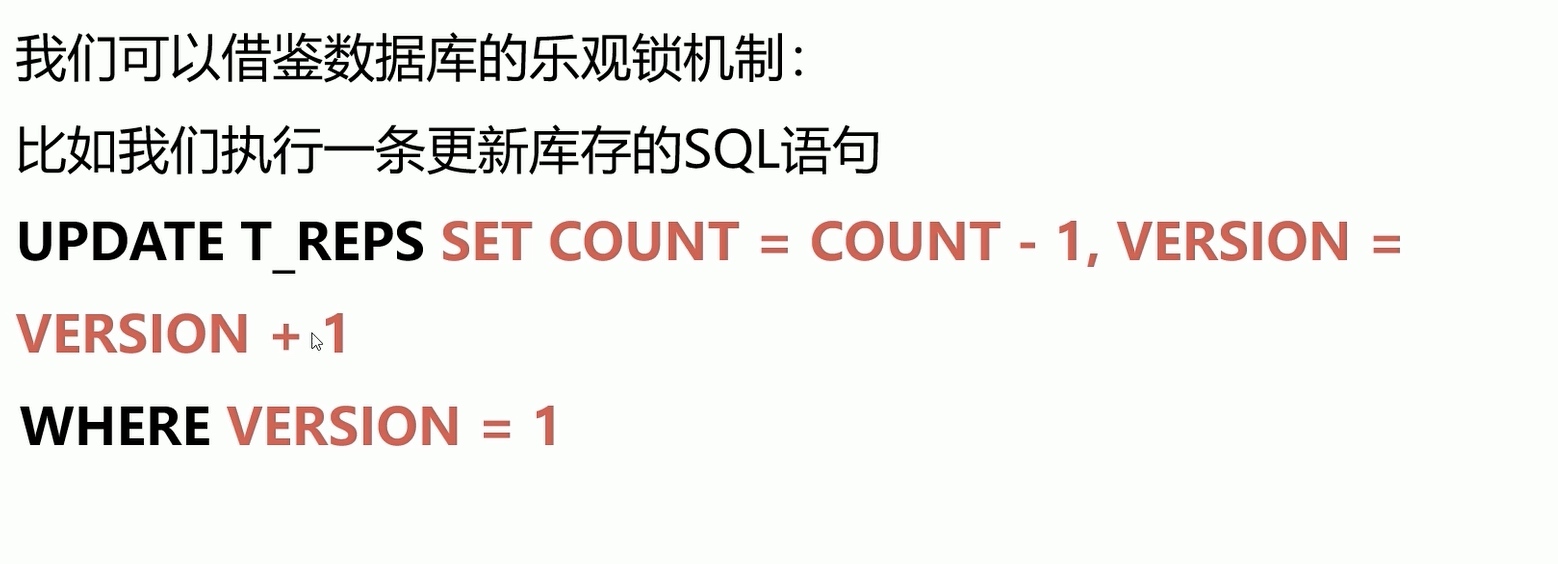 我们可以借鉴数据库的乐观锁机制：
比如我们执行一条更新库存的SQL语句
UPDATE T_REPS SET COUNT = COUNT - 1, VERSION =
VERSION + 1
WHERE VERSION = 1